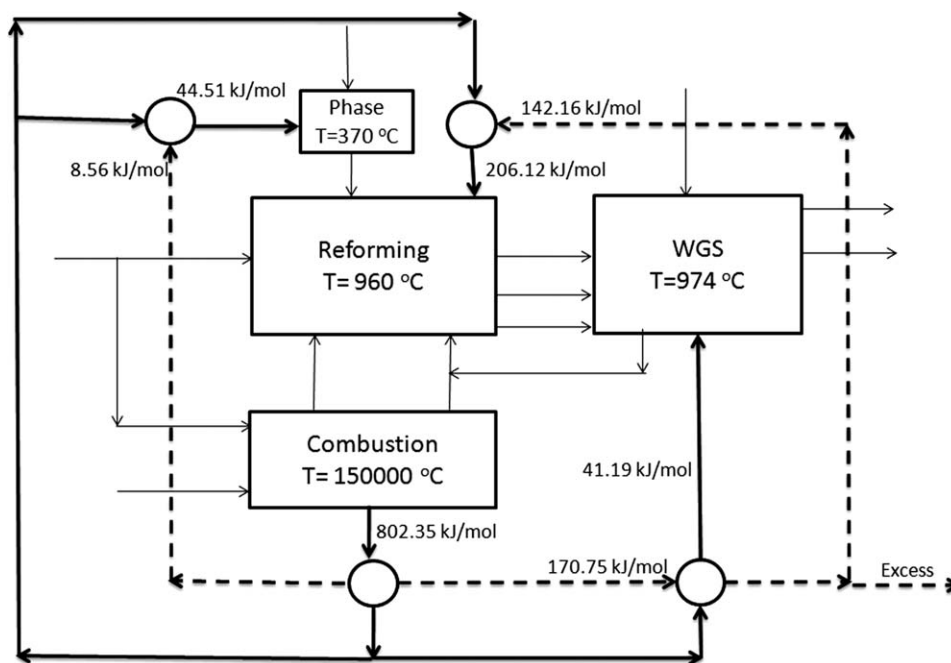 44.51 kJ/mol
Phase
T=370 °C
142.16 kJ/mol
8.56 kJ/mol
206.12 kJ/mol
Reforming
T= 960 °C
WGS
T=974 °C
Combustion
T= 150000 °C
41.19 kJ/mol
802.35 kJ/mol
170.75 kJ/mol
Excess